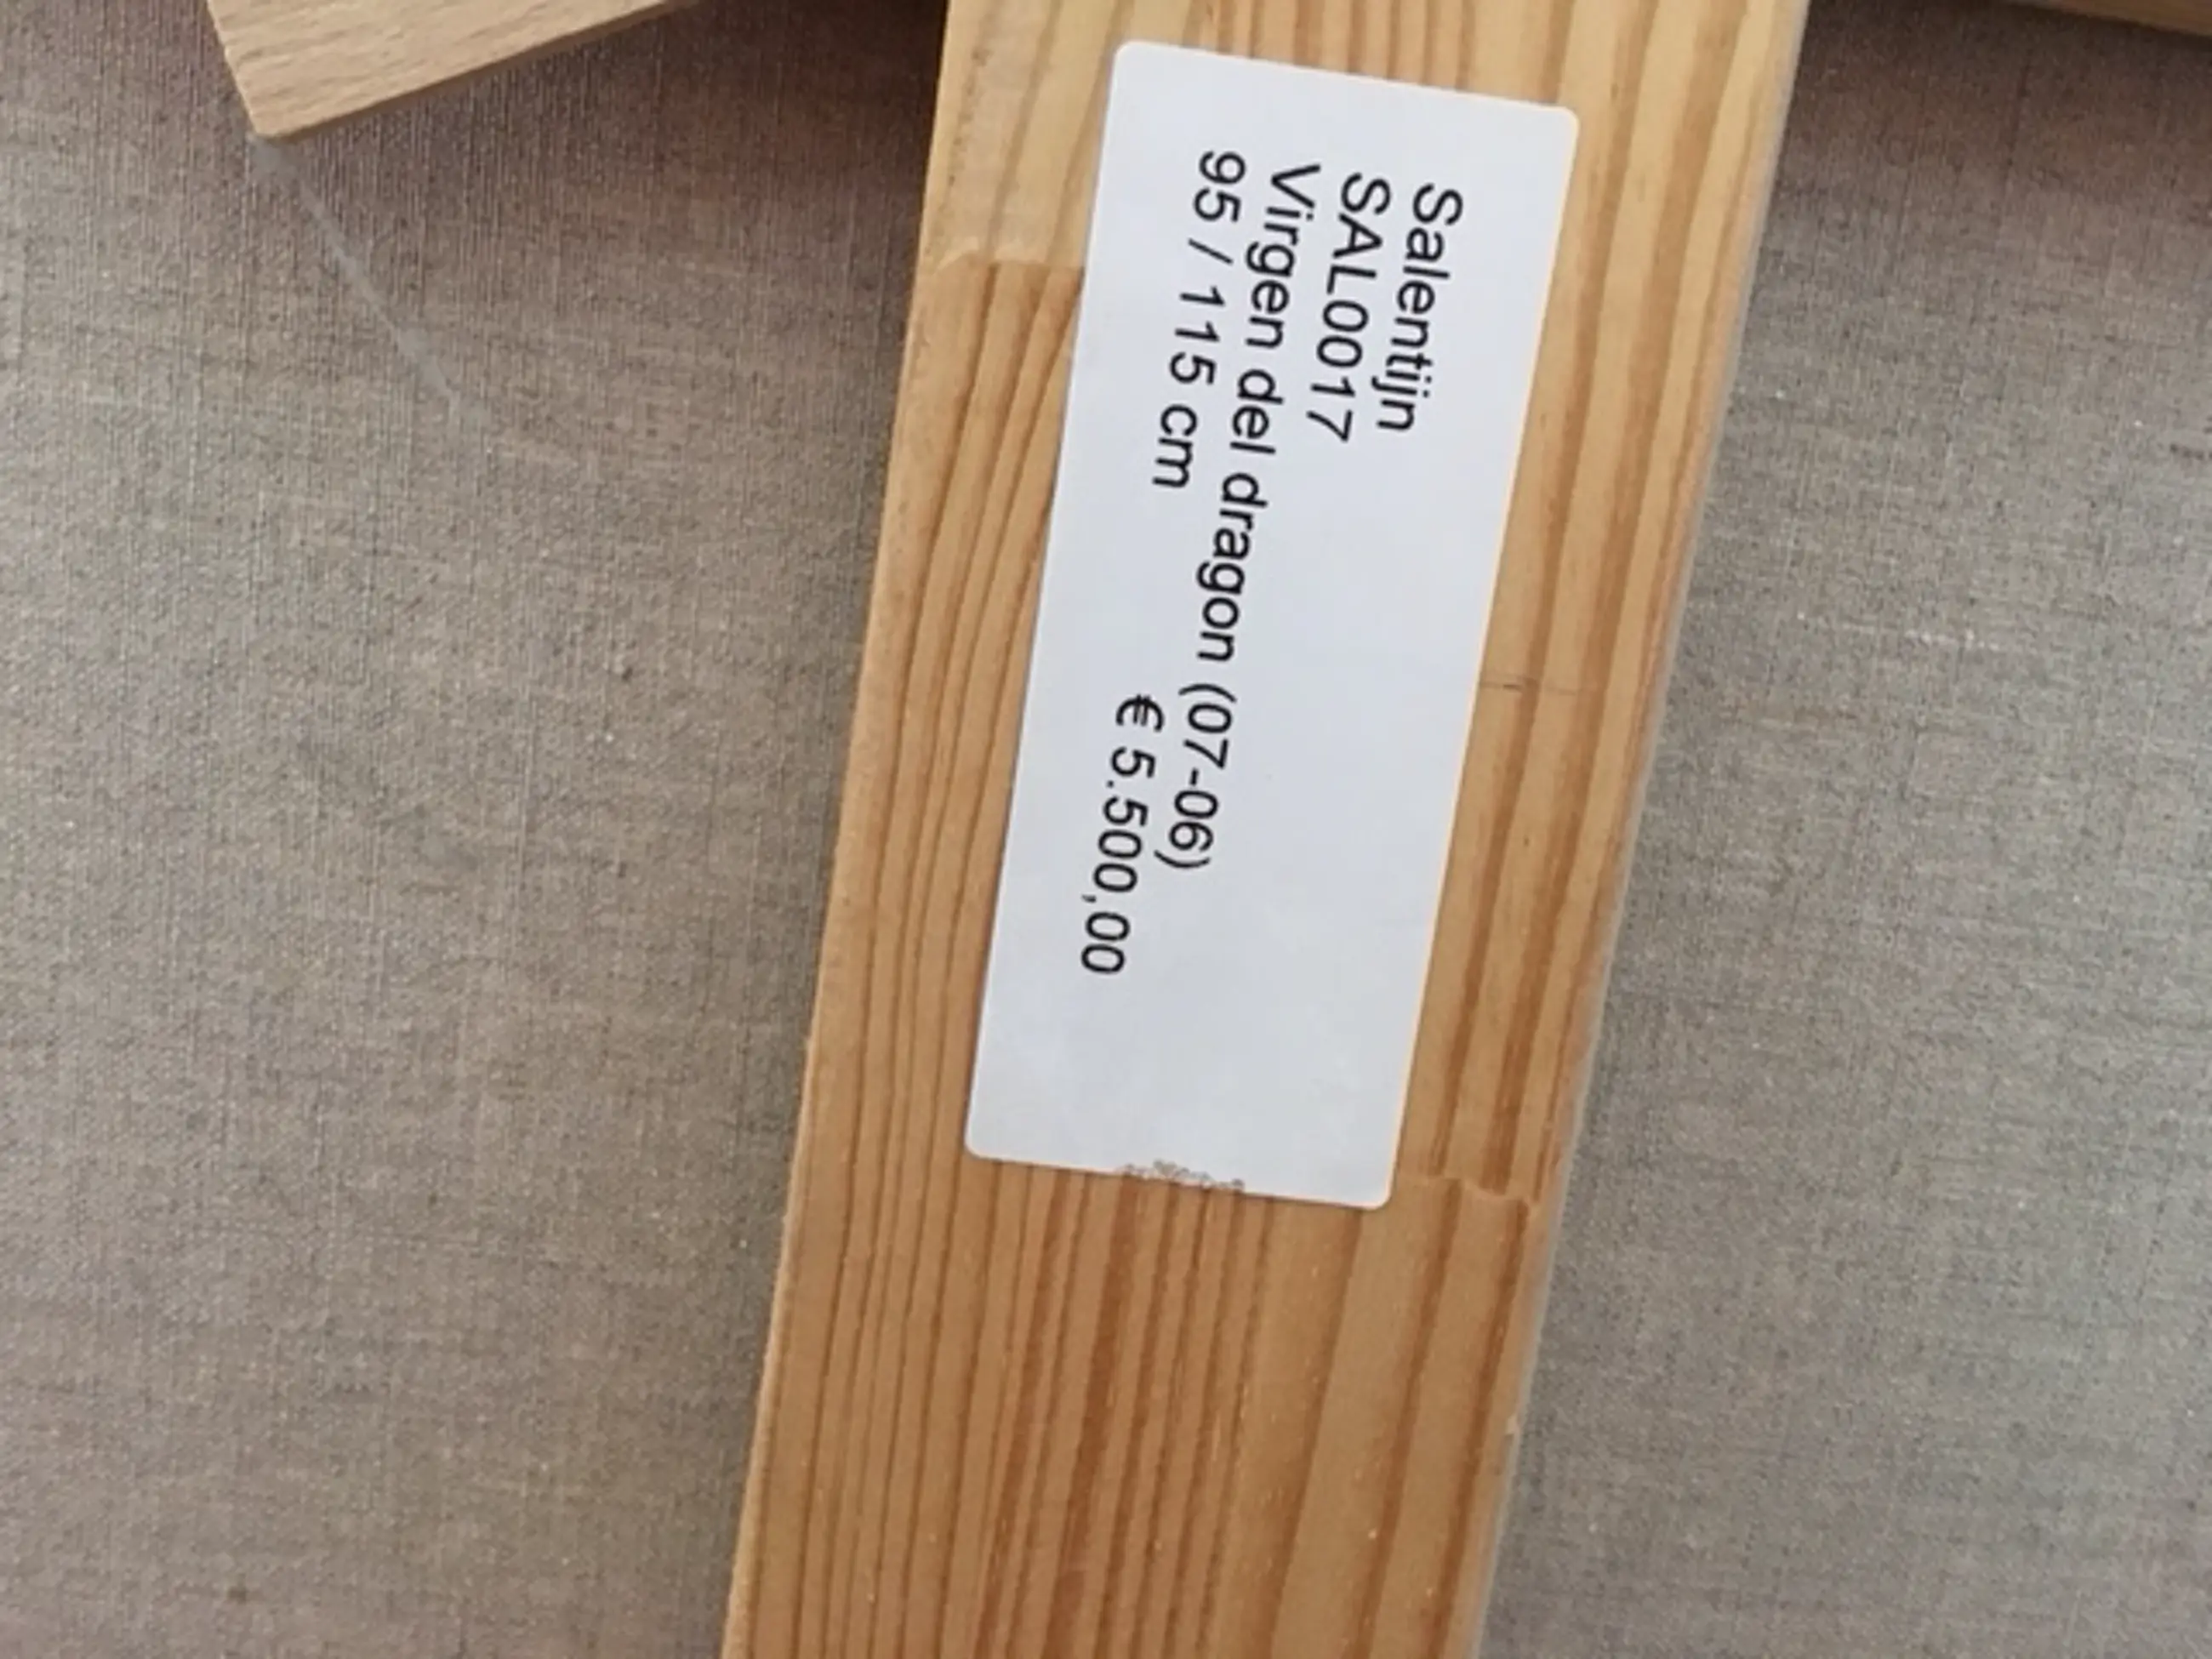 Salentijn
SAL0017
Virgen del dragon (07-06)
95 / 115 cm
€ 5.500,00